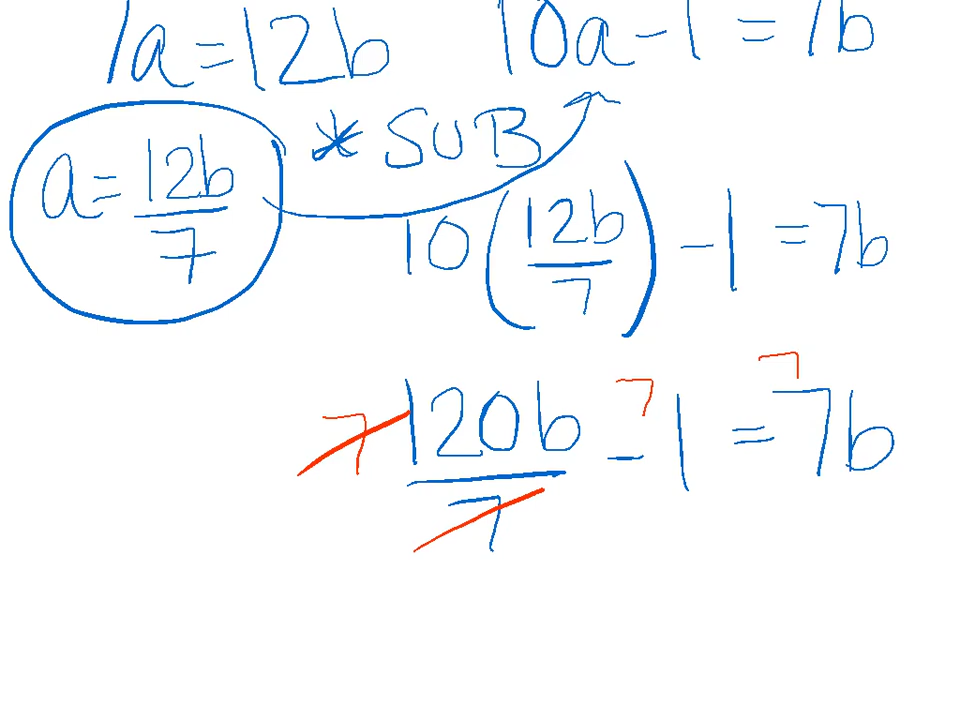 7a = 12b 10a - 1 = 7b
* SUB
a = 12b/7
10 (12b/7) - 1 = 7b
7 7
7 120b/7 - 1 = 7b